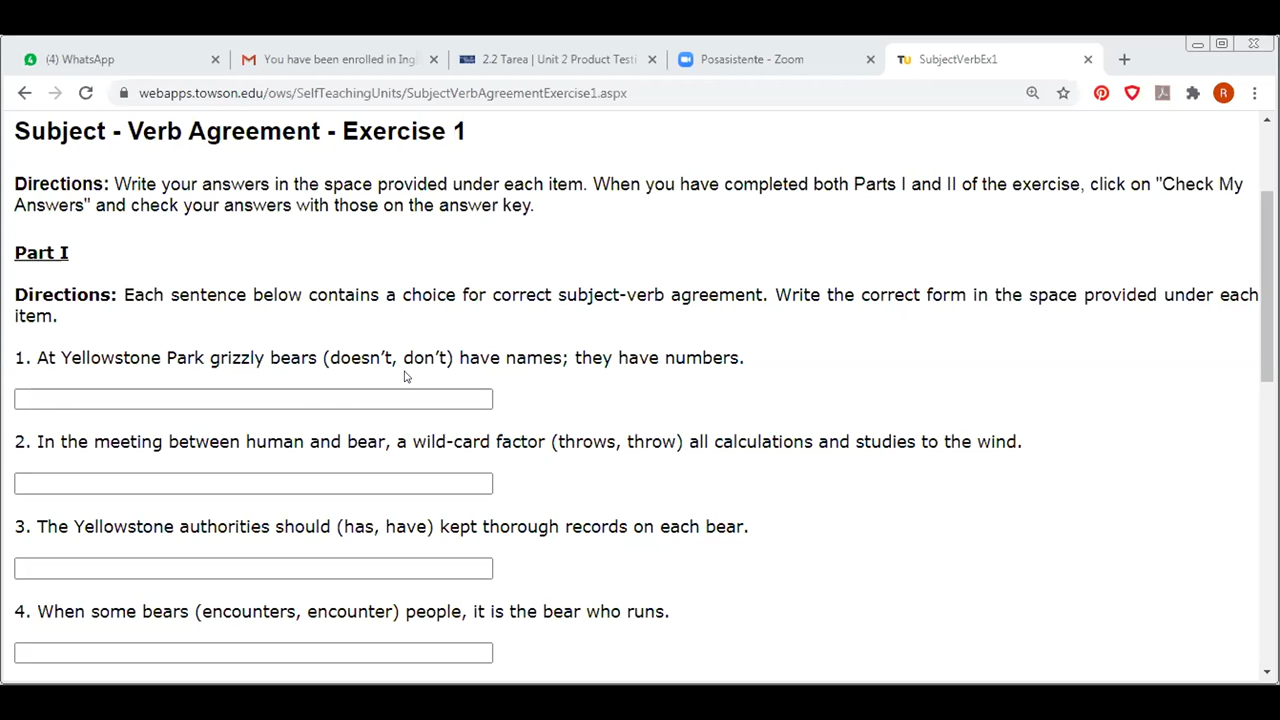 (4) WhatsApp
You have been enrolled in Ingl
2.2 Tarea | Unit 2 Product Testi
Posasistente - Zoom
SubjectVerbEx1
webapps.towson.edu/ows/SelfTeachingUnits/SubjectVerbAgreementExercise1.aspx
R
Subject - Verb Agreement - Exercise 1
Directions: Write your answers in the space provided under each item. When you have completed both Parts I and II of the exercise, click on "Check My
Answers" and check your answers with those on the answer key.
Part I
Directions: Each sentence below contains a choice for correct subject-verb agreement. Write the correct form in the space provided under each
item.
1. At Yellowstone Park grizzly bears (doesn’t, don’t) have names; they have numbers.
2. In the meeting between human and bear, a wild-card factor (throws, throw) all calculations and studies to the wind.
3. The Yellowstone authorities should (has, have) kept thorough records on each bear.
4. When some bears (encounters, encounter) people, it is the bear who runs.